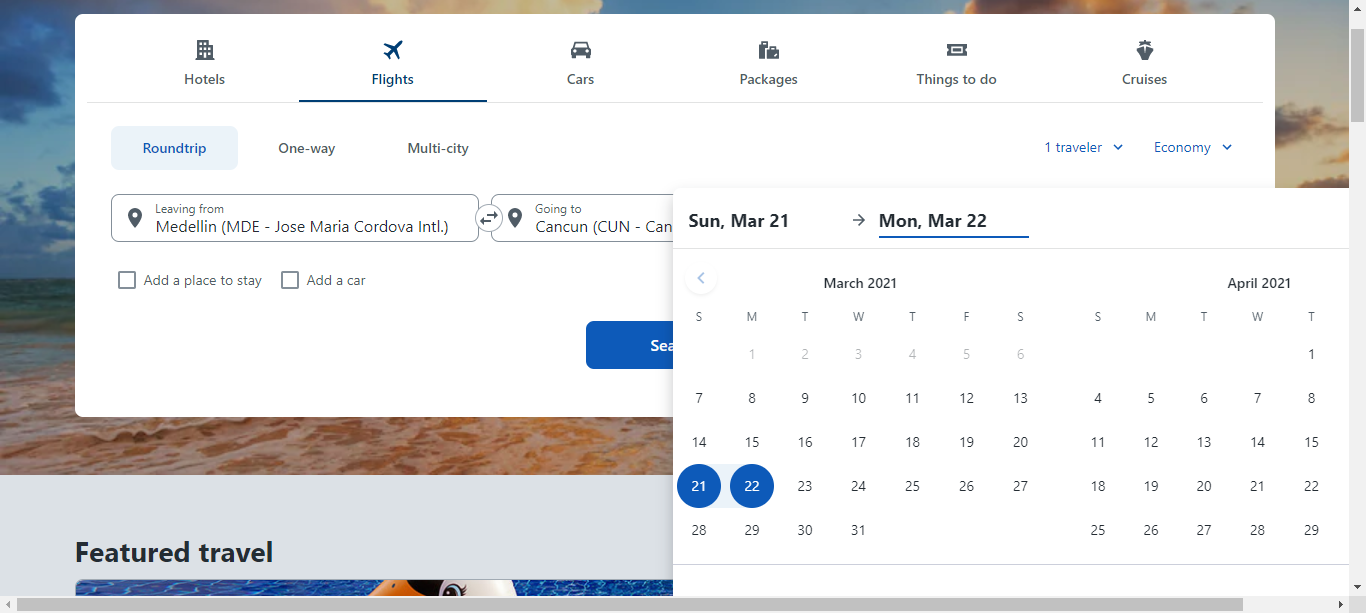 Hotels
Flights
Cars
Packages
Things to do
Cruises
Roundtrip
One-way
Multi-city
1 traveler
Economy
Leaving from
Medellin (MDE - Jose Maria Cordova Intl.)
Going to
Cancun (CUN - Can
Sun, Mar 21
Mon, Mar 22
Add a place to stay
Add a car
Sea
March 2021
S M T W T F S
1 2 3 4 5 6
7 8 9 10 11 12 13
14 15 16 17 18 19 20
21 22 23 24 25 26 27
28 29 30 31
April 2021
S M T W T
1
4 5 6 7 8
11 12 13 14 15
18 19 20 21 22
25 26 27 28 29
Featured travel